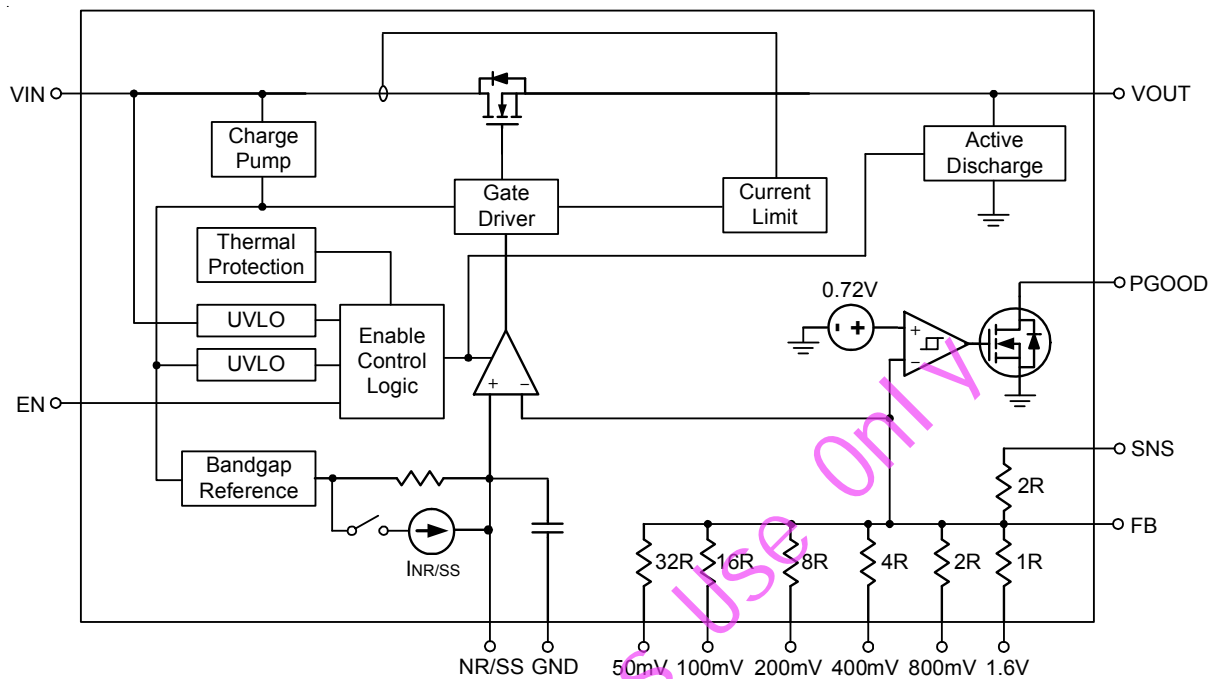 VIN
VOUT
Charge
Pump
Gate
Driver
Current
Limit
Active
Discharge
Thermal
Protection
UVLO
UVLO
Enable
Control
Logic
EN
+ −
0.72V
- +
+
−
PGOOD
Bandgap
Reference
INR/SS
SNS
2R
FB
32R
16R
8R
4R
2R
1R
NR/SS
GND
50mV
100mV
200mV
400mV
800mV
1.6V
s Use Only